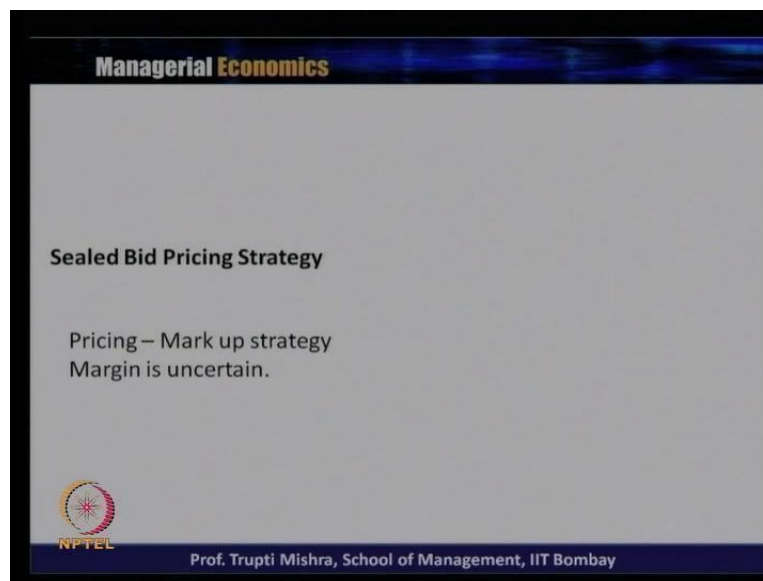 Managerial Economics
Sealed Bid Pricing Strategy
Pricing – Mark up strategy
Margin is uncertain.
NPTEL
Prof. Trupti Mishra, School of Management, IIT Bombay